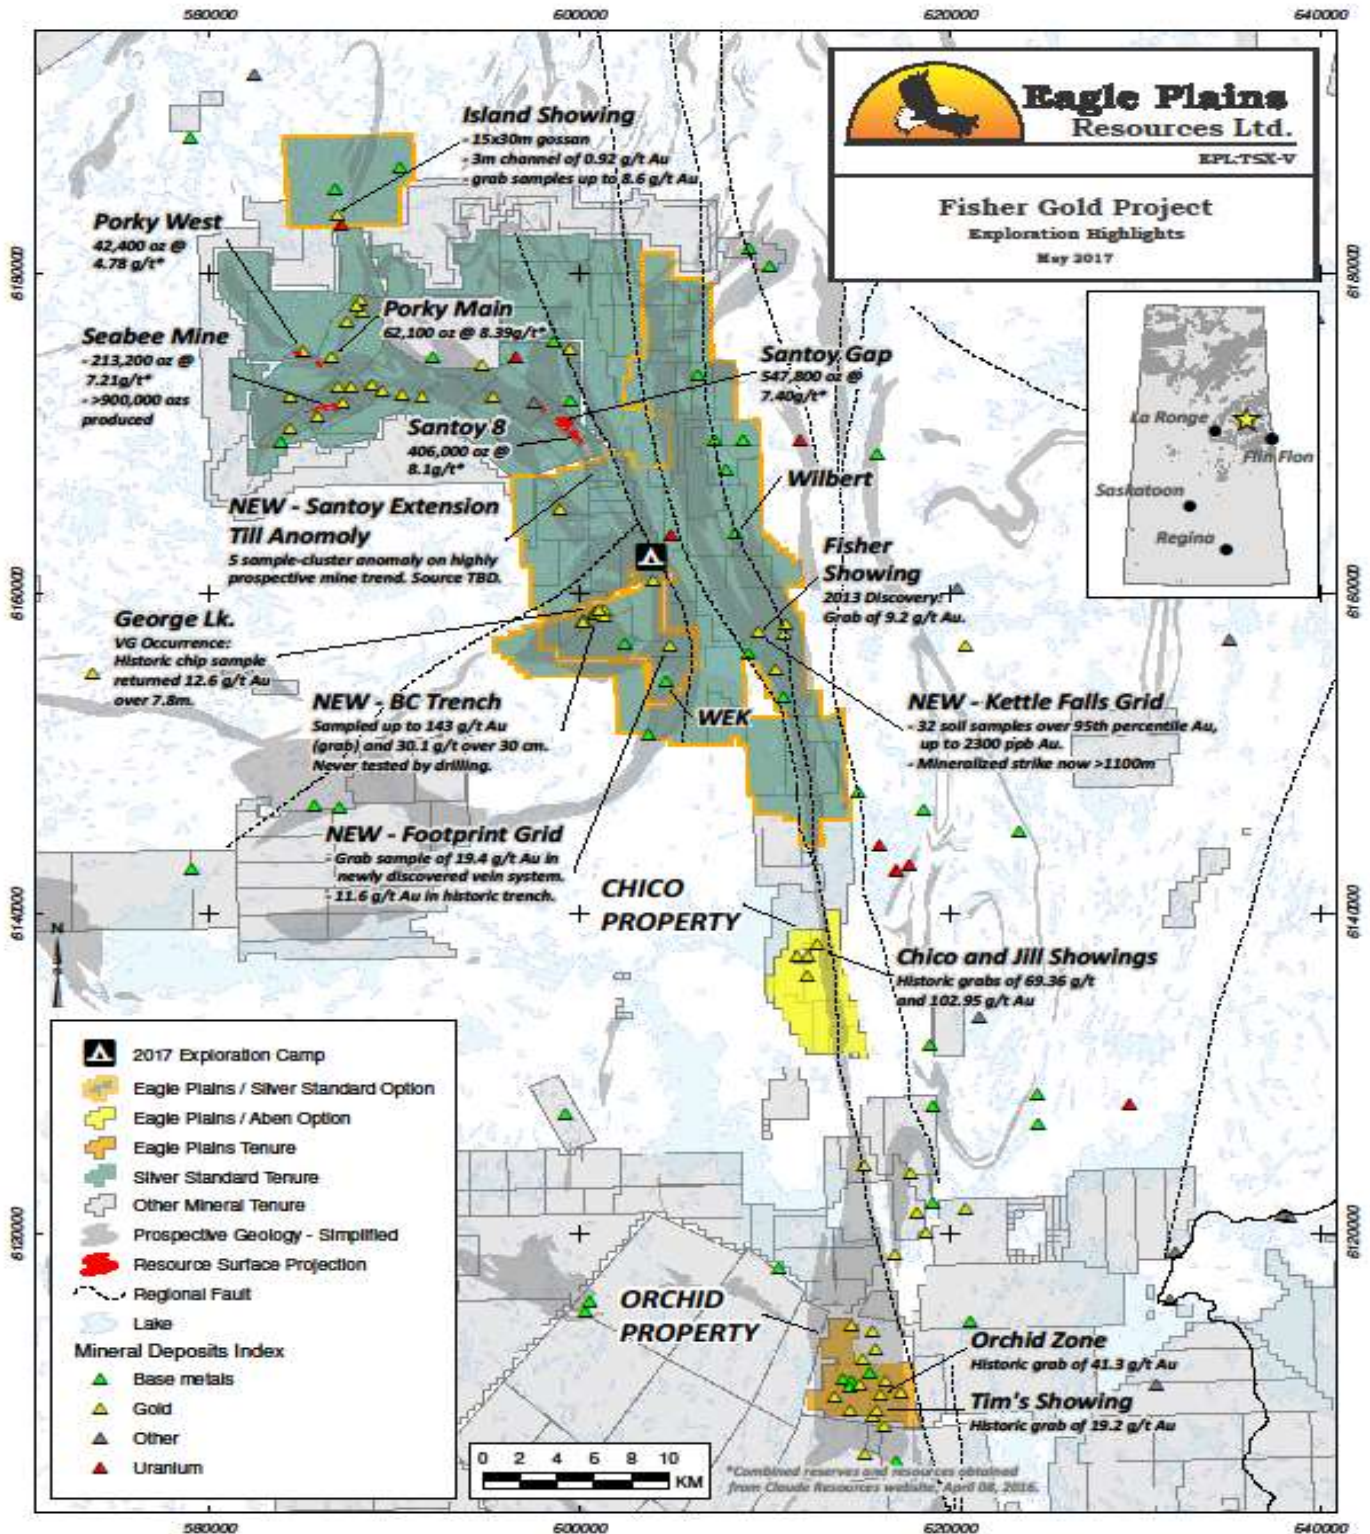 580000
600000
620000
640000
Eagle Plains
Resources Ltd.
EPL:TSX-V
Fisher Gold Project
Exploration Highlights
May 2017
Island Showing
- 15x30m gossan
- 3m channel of 0.92 g/t Au
- grab samples up to 8.6 g/t Au
Porky West
42,400 oz @
4.78 g/t*
6180000
6180000
Porky Main
62,100 oz @ 8.39g/t*
Seabee Mine
- 213,200 oz @
7.21g/t*
- >900,000 ozs
produced
Santoy Gap
547,800 oz @
7.40g/t*
La Ronge
Flin Flon
Saskatoon
Regina
Santoy 8
406,000 oz @
8.1g/t*
Wilbert
NEW - Santoy Extension
Till Anomoly
5 sample-cluster anomaly on highly
prospective mine trend. Source TBD.
Fisher
Showing
2013 Discovery:
Grab of 9.2 g/t Au.
6160000
6160000
George Lk.
VG Occurrence:
Historic chip sample
returned 12.6 g/t Au
over 7.8m.
NEW - BC Trench
Sampled up to 143 g/t Au
(grab) and 30.1 g/t over 30 cm.
Never tested by drilling.
WEK
NEW - Kettle Falls Grid
- 32 soil samples over 95th percentile Au,
up to 2300 ppb Au.
- Mineralized strike now >1100m
NEW - Footprint Grid
- Grab sample of 19.4 g/t Au in
newly discovered vein system.
- 11.6 g/t Au in historic trench.
CHICO
PROPERTY
6140000
6140000
N
Chico and Jill Showings
Historic grabs of 69.36 g/t
and 102.95 g/t Au
2017 Exploration Camp
Eagle Plains / Silver Standard Option
Eagle Plains / Aben Option
Eagle Plains Tenure
Silver Standard Tenure
Other Mineral Tenure
Prospective Geology - Simplified
Resource Surface Projection
Regional Fault
Lake
Mineral Deposits Index
Base metals
Gold
Other
Uranium
6120000
6120000
ORCHID
PROPERTY
Orchid Zone
Historic grab of 41.3 g/t Au
Tim's Showing
Historic grab of 19.2 g/t Au
0 2 4 6 8 10
KM
*Combined reserves and resources obtained
from Claude Resources website, April 08, 2016.
580000
600000
620000
640000